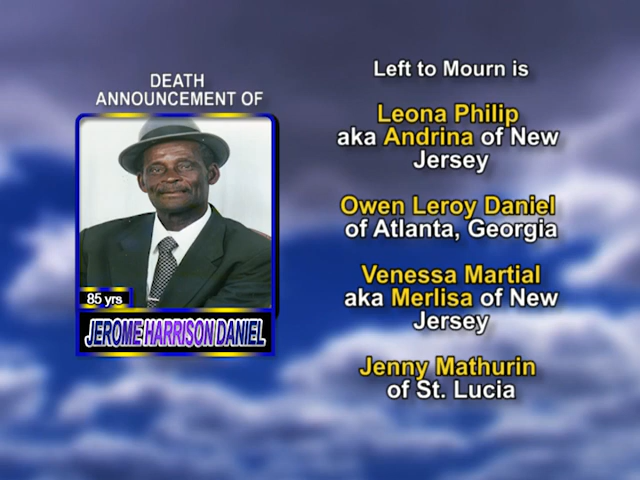 DEATH
ANNOUNCEMENT OF
85 yrs
JEROME HARRISON DANIEL
Left to Mourn is
Leona Philip
aka Andrina of New
Jersey
Owen Leroy Daniel
of Atlanta, Georgia
Venessa Martial
aka Merlisa of New
Jersey
Jenny Mathurin
of St. Lucia